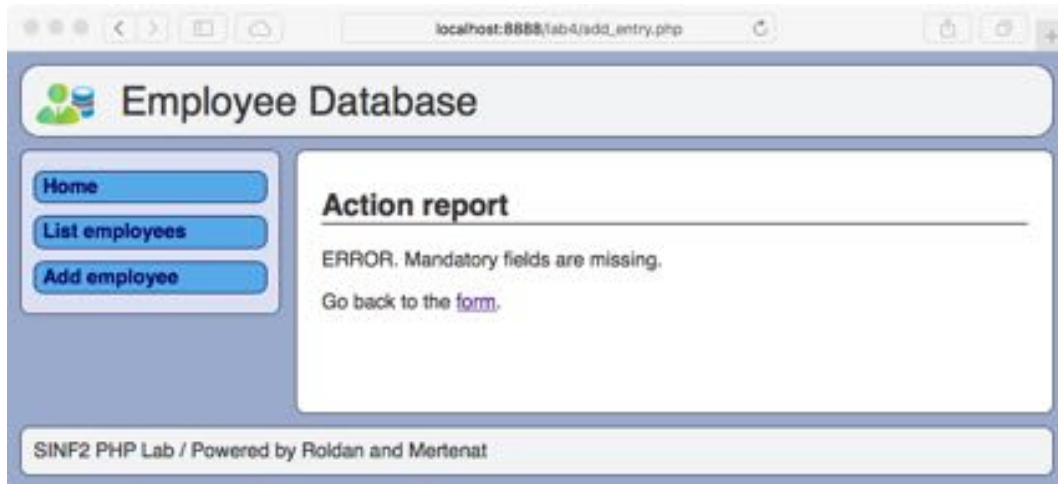 localhost:8888/lab4/add_entry.php
Employee Database
Home
List employees
Add employee
Action report
ERROR. Mandatory fields are missing.
Go back to the form.
SINF2 PHP Lab / Powered by Roldan and Mertenat